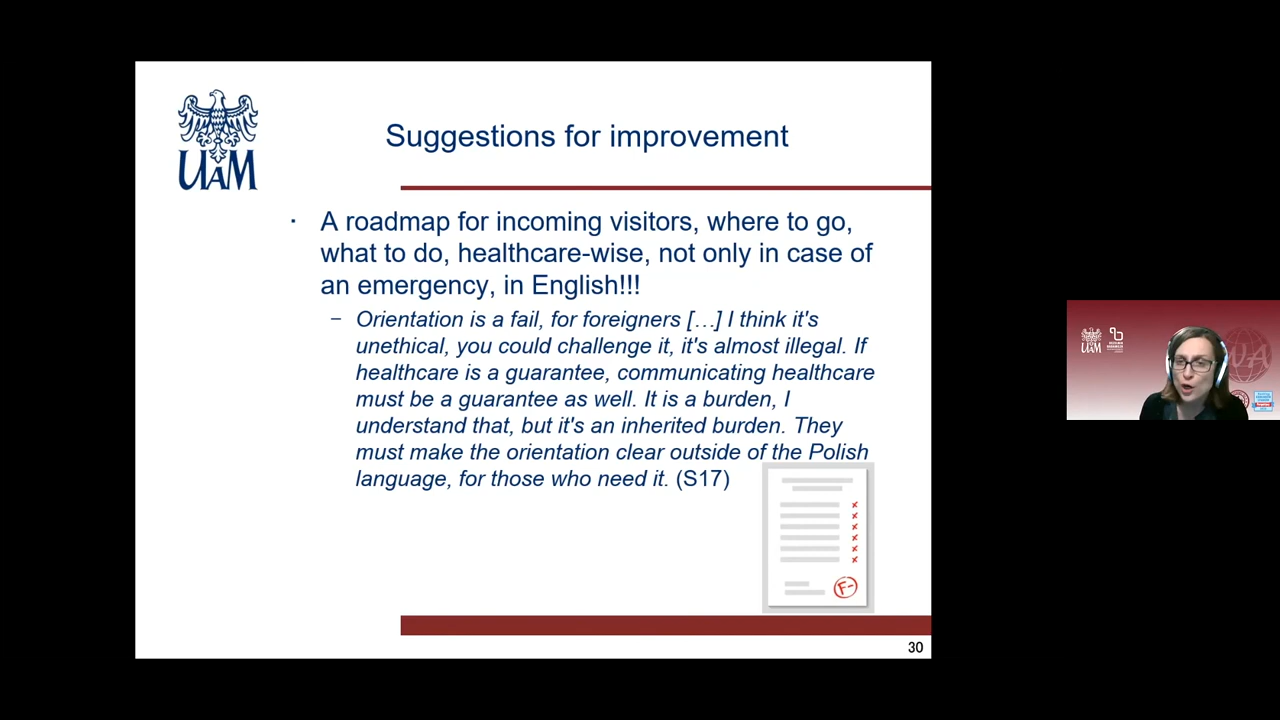 UAM
Suggestions for improvement
· A roadmap for incoming visitors, where to go,
what to do, healthcare-wise, not only in case of
an emergency, in English!!!
– Orientation is a fail, for foreigners […] I think it's
unethical, you could challenge it, it's almost illegal. If
healthcare is a guarantee, communicating healthcare
must be a guarantee as well. It is a burden, I
understand that, but it's an inherited burden. They
must make the orientation clear outside of the Polish
language, for those who need it. (S17)
F-
30
UAM
WA